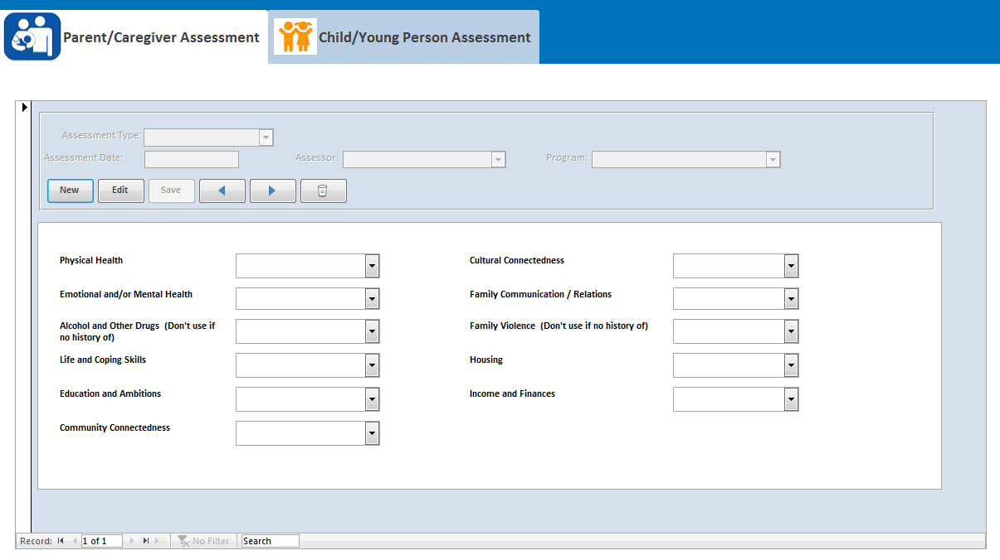 Parent/Caregiver Assessment
Child/Young Person Assessment
Assessment Type:
Assessment Date:
Assessor:
Program:
New
Edit
Save
Physical Health
Cultural Connectedness
Emotional and/or Mental Health
Family Communication / Relations
Alcohol and Other Drugs  (Don't use if
no history of)
Family Violence  (Don't use if no history of)
Life and Coping Skills
Housing
Education and Ambitions
Income and Finances
Community Connectedness
Record:
1 of 1
No Filter
Search